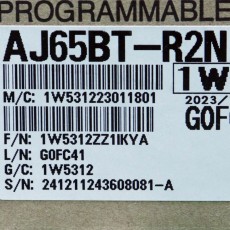 PROGRAMMABLE
AJ65BT-R2N
1W
M/C: 1W531223011801
2023/
G0F
F/N: 1W5312ZZ1IKYA
L/N: G0FC41
G/C: 1W5312
S/N: 241211243608081-A